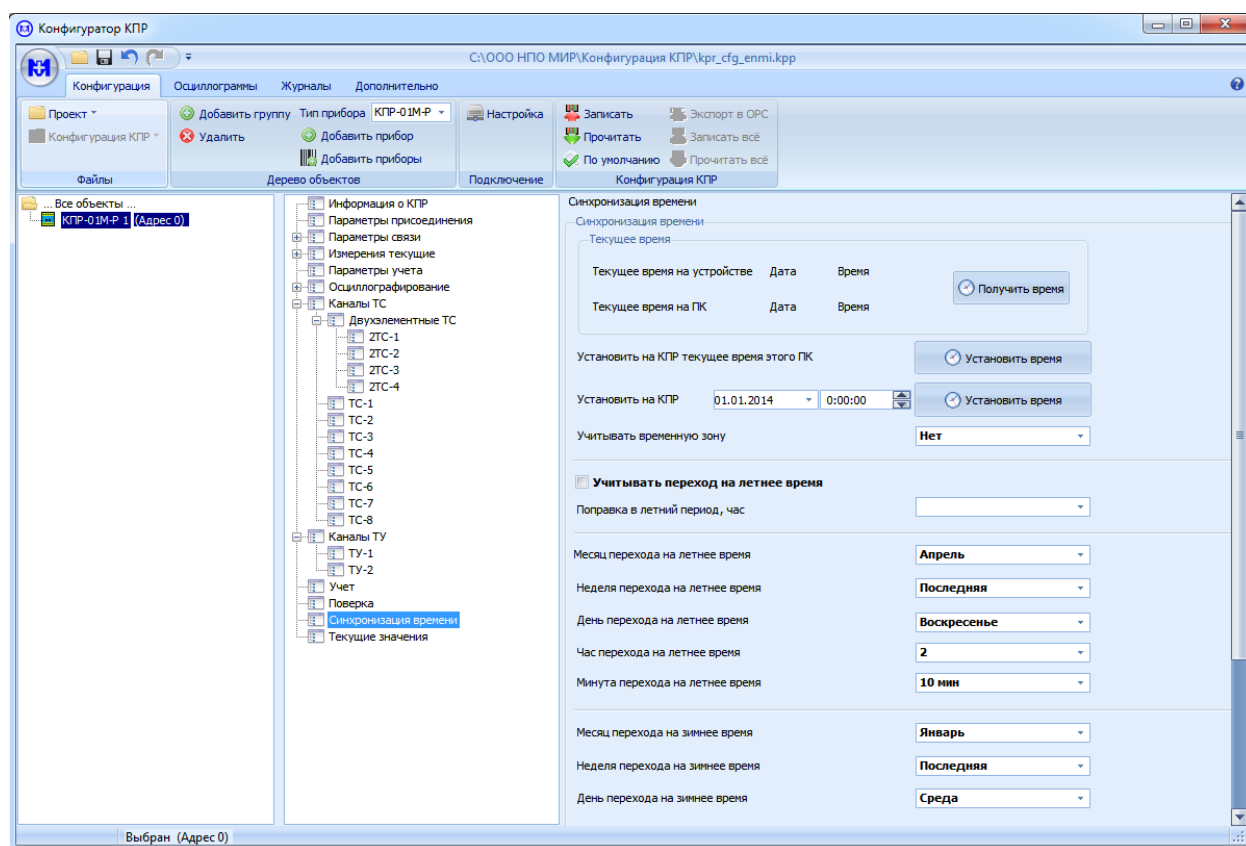 Конфигуратор КПР
C:\ООО НПО МИР\Конфигурация КПР\kpr_cfg_enmi.kpp
Конфигурация Осциллограммы Журналы Дополнительно
Проект Добавить группу Тип прибора КПР-01М-Р Настройка Записать Экспорт в OPC
Конфигурация КПР Удалить Добавить прибор Прочитать Записать всё
Добавить приборы По умолчанию Прочитать всё
Файлы Дерево объектов Подключение Конфигурация КПР
... Все объекты ...
КПР-01М-Р 1 (Адрес 0)
Информация о КПР
Параметры присоединения
Параметры связи
Измерения текущие
Параметры учета
Осциллографирование
Каналы ТС
Двухэлементные ТС
2ТС-1
2ТС-2
2ТС-3
2ТС-4
ТС-1
ТС-2
ТС-3
ТС-4
ТС-5
ТС-6
ТС-7
ТС-8
Каналы ТУ
ТУ-1
ТУ-2
Учет
Поверка
Синхронизация времени
Текущие значения
Синхронизация времени
Синхронизация времени
Текущее время
Текущее время на устройстве Дата Время
Получить время
Текущее время на ПК Дата Время
Установить на КПР текущее время этого ПК Установить время
Установить на КПР 01.01.2014 0:00:00 Установить время
Учитывать временную зону Нет
Учитывать переход на летнее время
Поправка в летний период, час
Месяц перехода на летнее время Апрель
Неделя перехода на летнее время Последняя
День перехода на летнее время Воскресенье
Час перехода на летнее время 2
Минута перехода на летнее время 10 мин
Месяц перехода на зимнее время Январь
Неделя перехода на зимнее время Последняя
День перехода на зимнее время Среда
Выбран (Адрес 0)